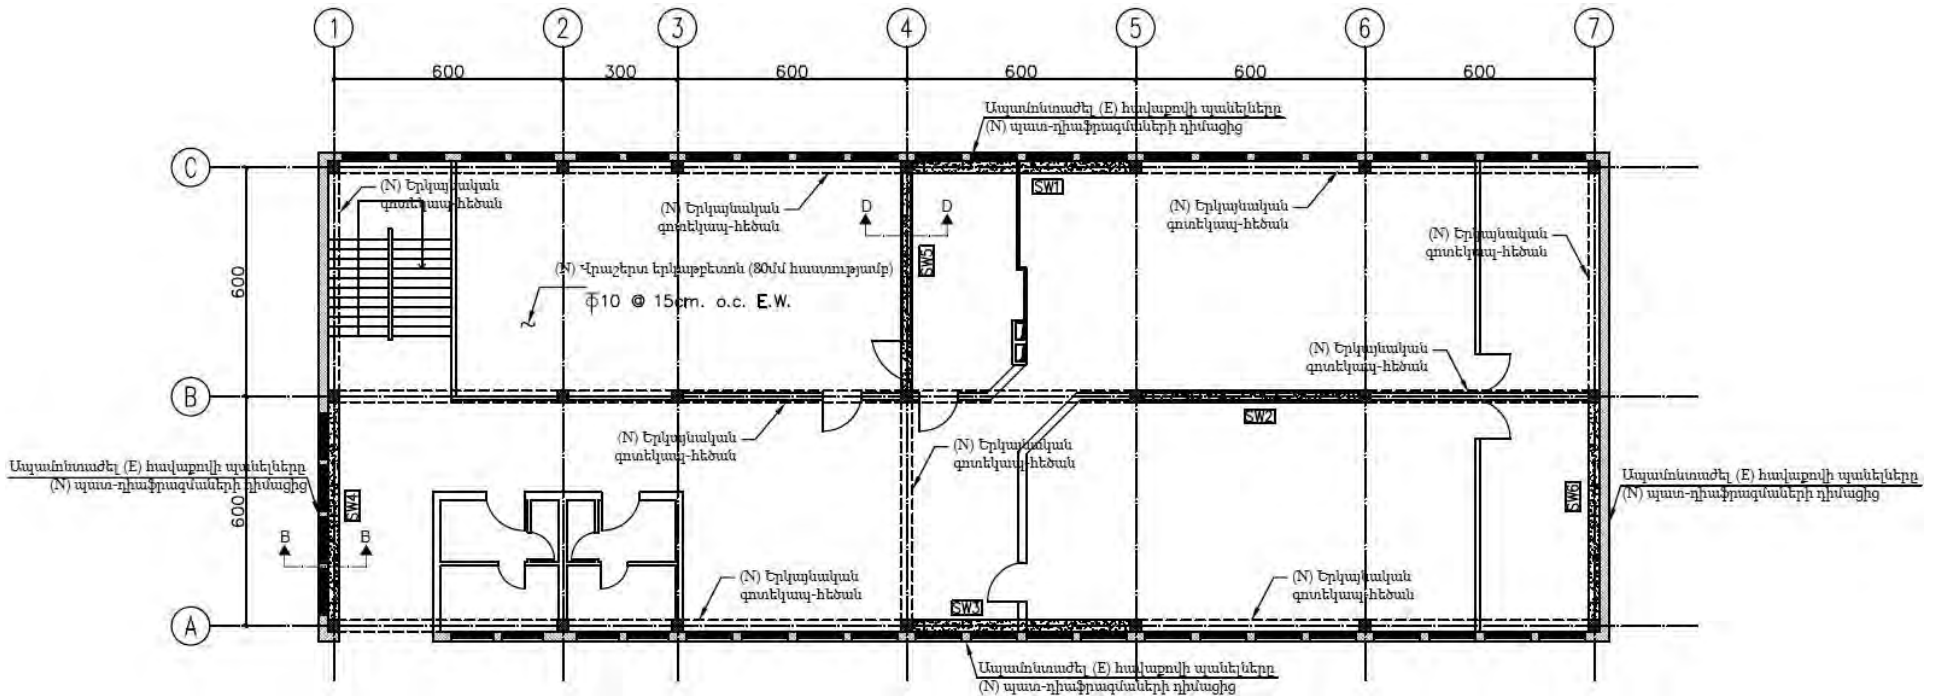 1 2 3 4 5 6 7
600 300 600 600 600 600
Ապամոնտաժել (E) հավաքովի պանելները
(N) պատ-դիաֆրագմաների դիմացից
C
(N) Երկայնական
գոտեկապ-հեծան
(N) Երկայնական
գոտեկապ-հեծան
D D
SW1
(N) Երկայնական
գոտեկապ-հեծան
(N) Երկայնական
գոտեկապ-հեծան
600
SW5
(N) Վրաշերտ երկաթբետոն (80մմ հաստությամբ)
ф10 @ 15cm. o.c. E.W.
(N) Երկայնական
գոտեկապ-հեծան
B
SW2
(N) Երկայնական
գոտեկապ-հեծան
(N) Երկայնական
գոտեկապ-հեծան
Ապամոնտաժել (E) հավաքովի պանելները
(N) պատ-դիաֆրագմաների դիմացից
600
SW4
SW6
Ապամոնտաժել (E) հավաքովի պանելները
(N) պատ-դիաֆրագմաների դիմացից
B B
(N) Երկայնական
գոտեկապ-հեծան
(N) Երկայնական
գոտեկապ-հեծան
SW3
A
Ապամոնտաժել (E) հավաքովի պանելները
(N) պատ-դիաֆրագմաների դիմացից